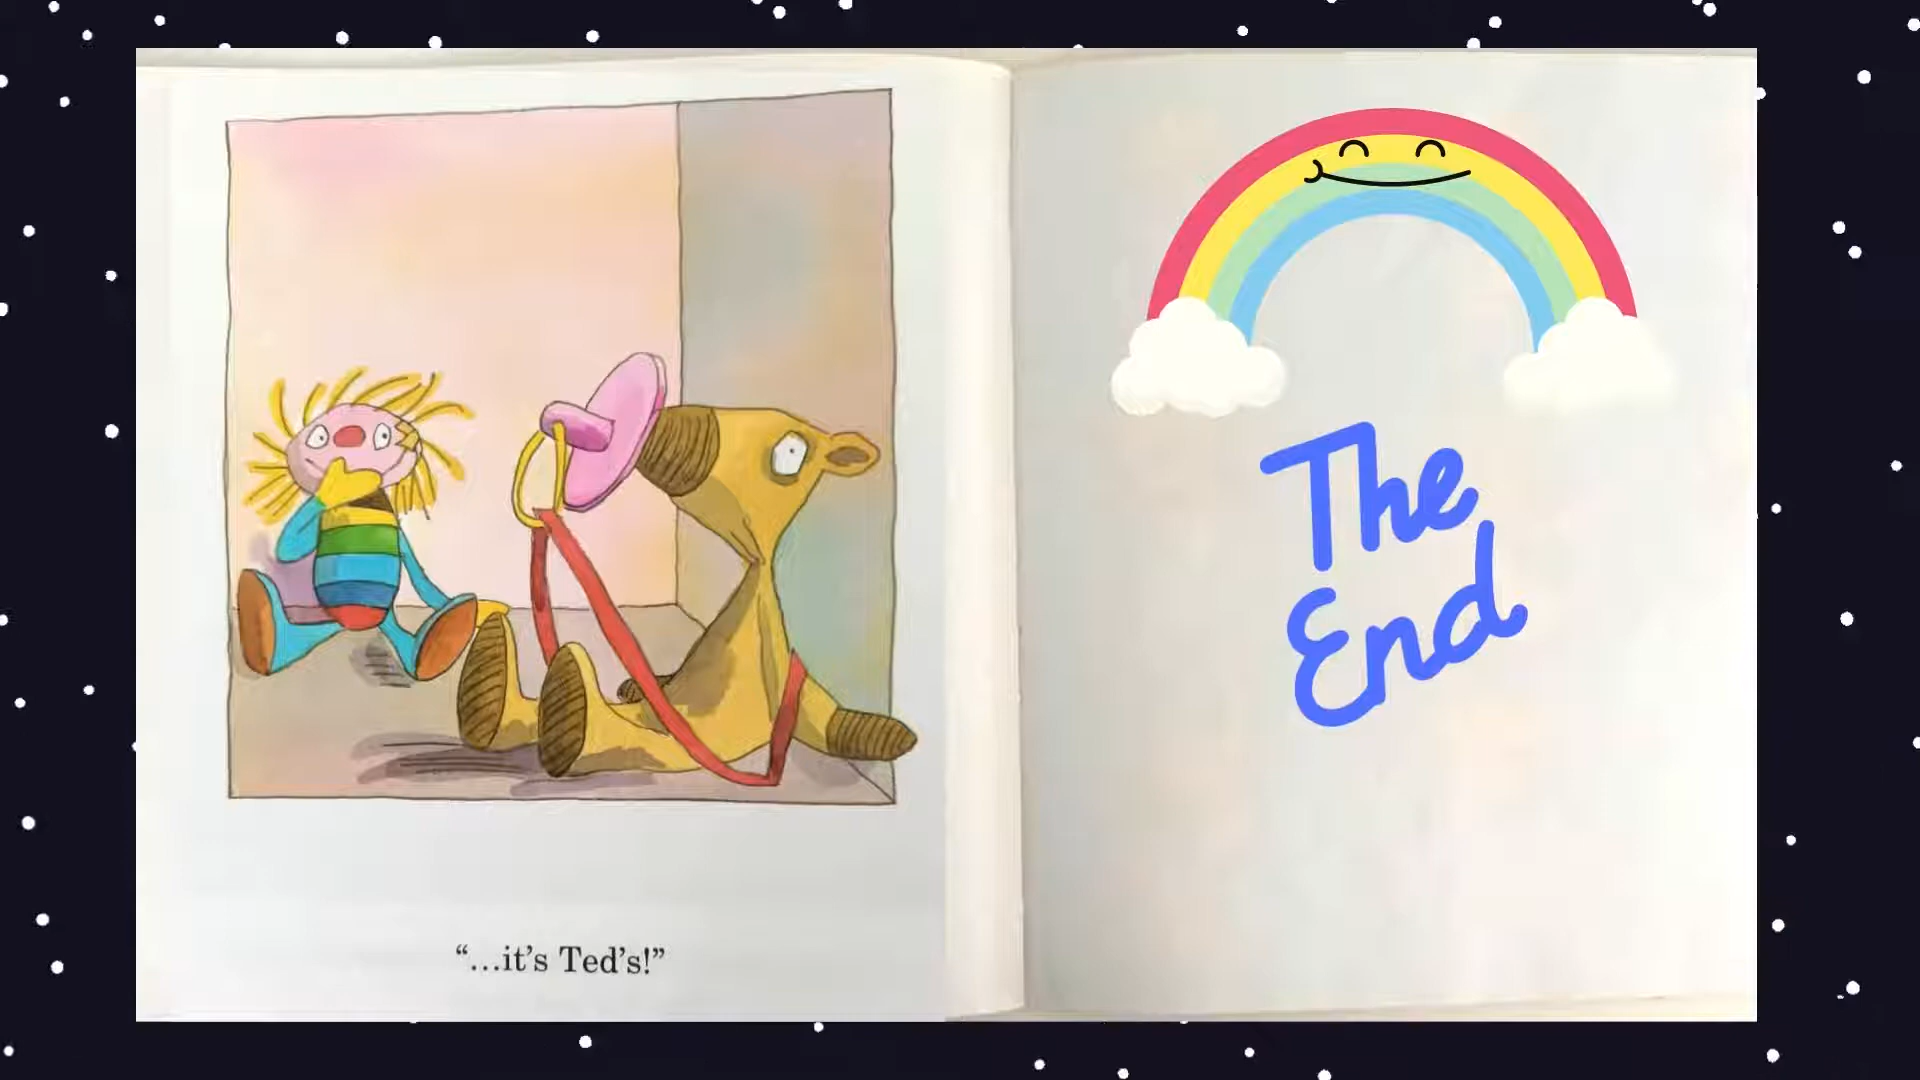 “...it’s Ted’s!”
The
End